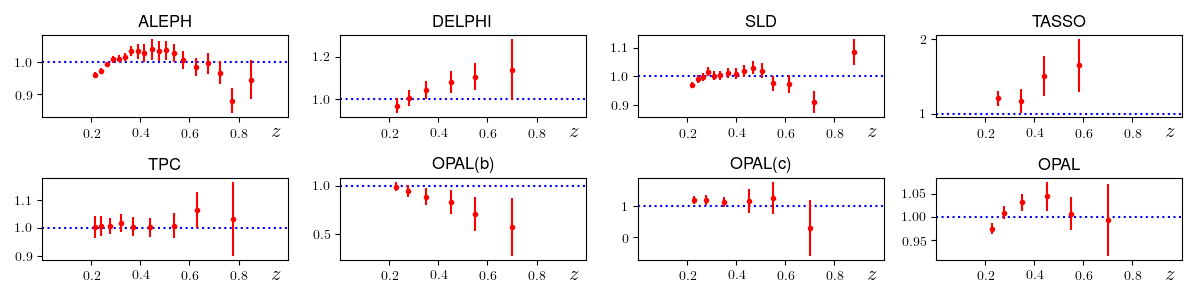 ALEPH DELPHI SLD TASSO
1.0 0.9 0.2 0.4 0.6 0.8 z
1.2 1.0 0.2 0.4 0.6 0.8 z
1.1 1.0 0.9 0.2 0.4 0.6 0.8 z
2 1 0.2 0.4 0.6 0.8 z
TPC OPAL(b) OPAL(c) OPAL
1.1 1.0 0.9 0.2 0.4 0.6 0.8 z
1.0 0.5 0.2 0.4 0.6 0.8 z
1 0 0.2 0.4 0.6 0.8 z
1.05 1.00 0.95 0.2 0.4 0.6 0.8 z